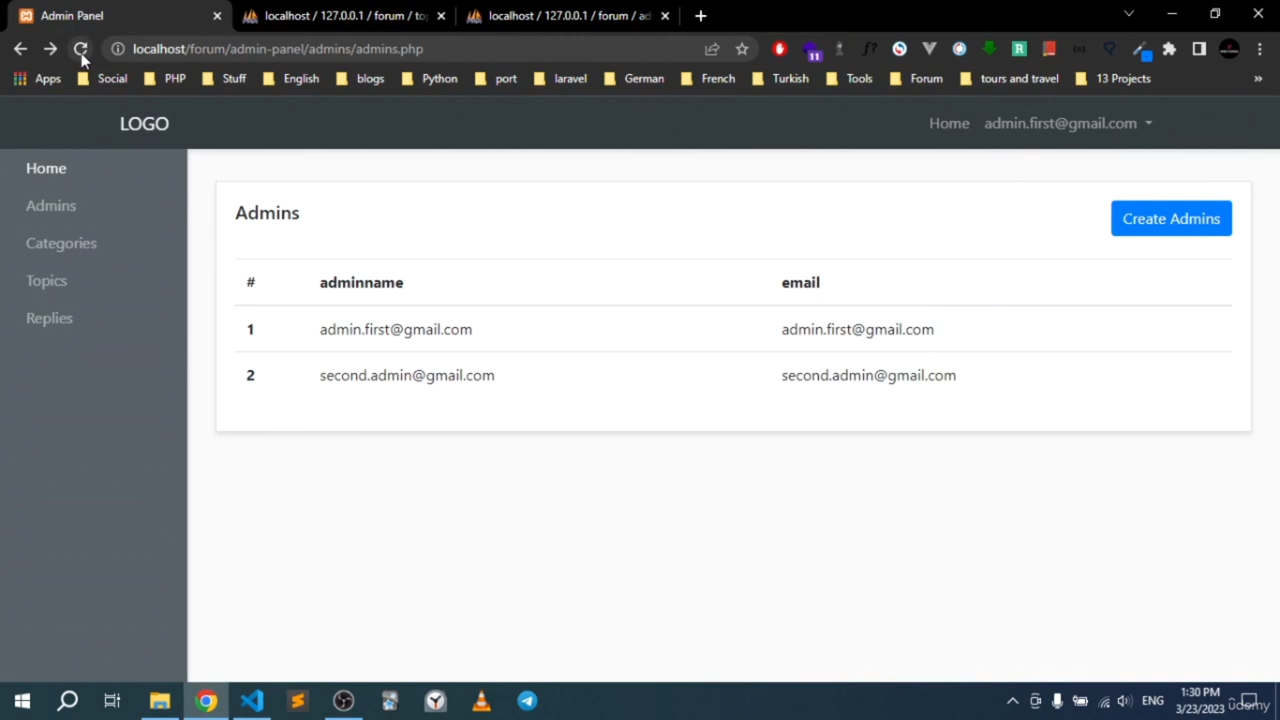 Admin Panel
localhost / 127.0.0.1 / forum / to
localhost / 127.0.0.1 / forum / ad
localhost/forum/admin-panel/admins/admins.php
11
Apps Social PHP Stuff English blogs Python port laravel German French Turkish Tools Forum tours and travel 13 Projects »
LOGO
Home admin.first@gmail.com
Home
Admins
Categories
Topics
Replies
Admins
Create Admins
# adminname email
1 admin.first@gmail.com admin.first@gmail.com
2 second.admin@gmail.com second.admin@gmail.com
ENG
1:30 PM
3/23/2023
udemy